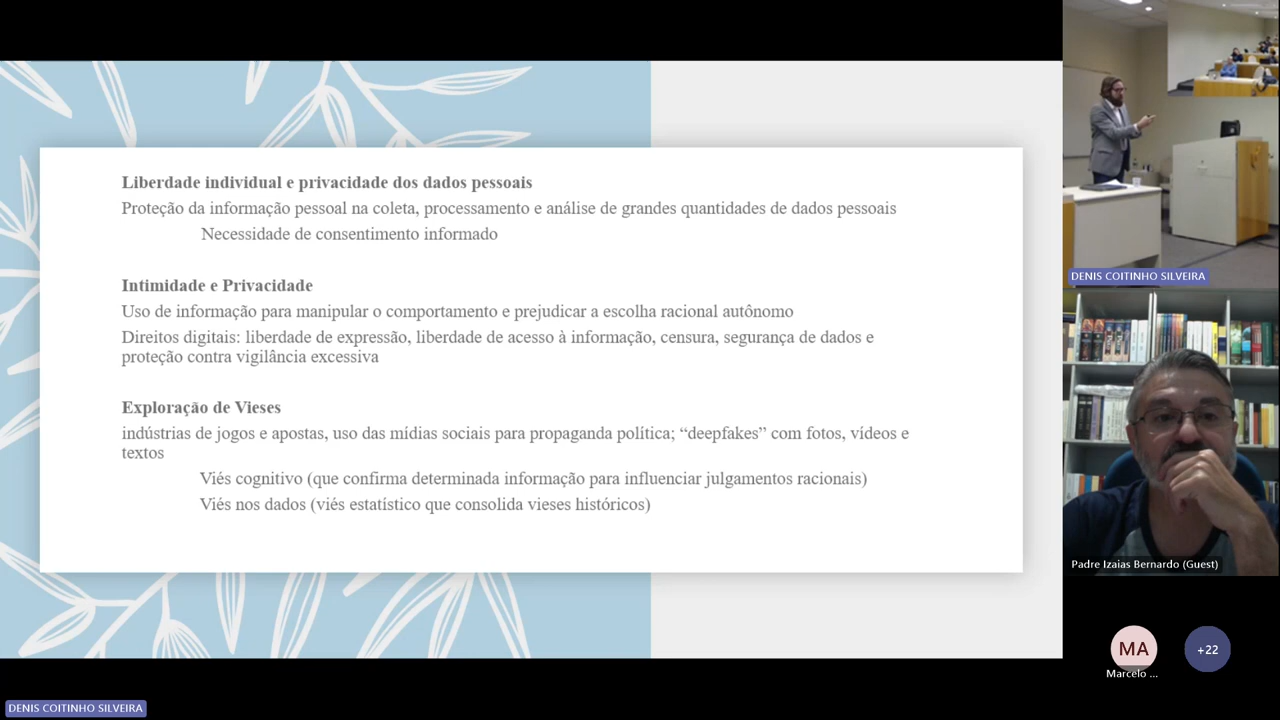 Liberdade individual e privacidade dos dados pessoais
Proteção da informação pessoal na coleta, processamento e análise de grandes quantidades de dados pessoais
Necessidade de consentimento informado
Intimidade e Privacidade
Uso de informação para manipular o comportamento e prejudicar a escolha racional autônomo
Direitos digitais: liberdade de expressão, liberdade de acesso à informação, censura, segurança de dados e
proteção contra vigilância excessiva
Exploração de Vieses
indústrias de jogos e apostas, uso das mídias sociais para propaganda política; “deepfakes” com fotos, vídeos e
textos
Viés cognitivo (que confirma determinada informação para influenciar julgamentos racionais)
Viés nos dados (viés estatístico que consolida vieses históricos)
DENIS COITINHO SILVEIRA
Padre Izaias Bernardo (Guest)
MA
Marcelo ...
+22
DENIS COITINHO SILVEIRA